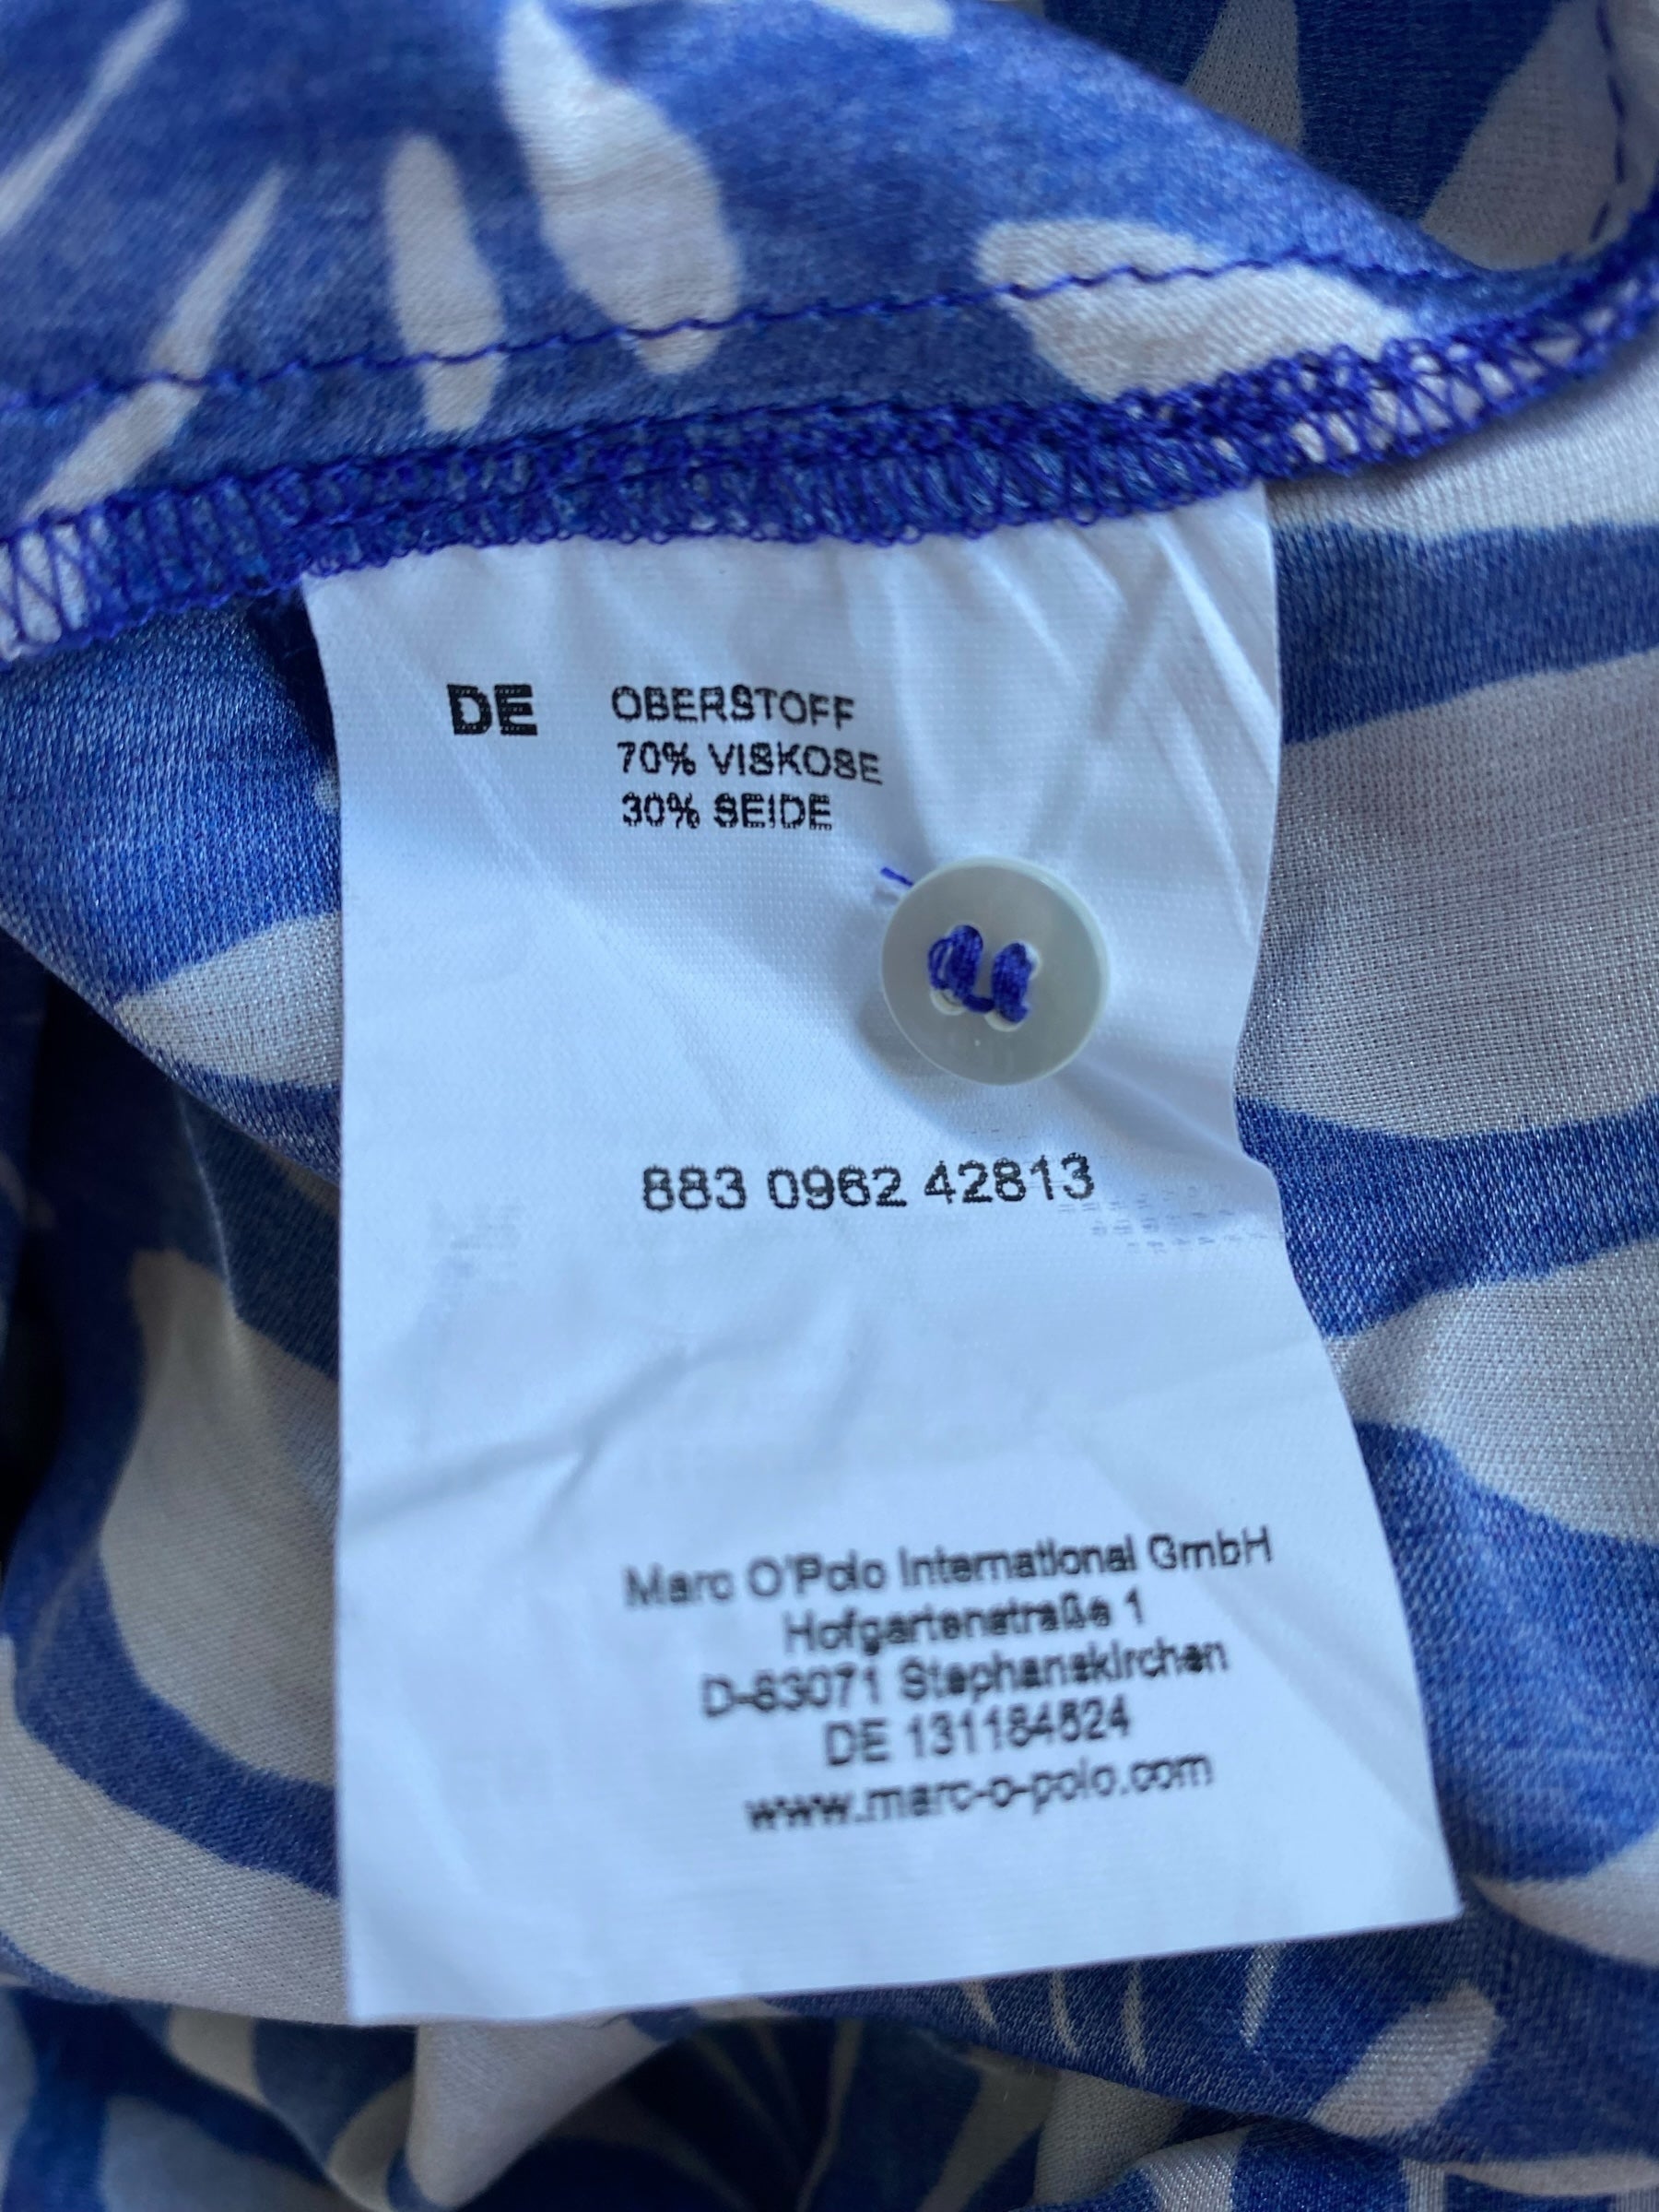 DE OBERSTOFF
70% VISKOSE
30% SEIDE
883 0962 42813
Marc O'Polo International GmbH
Hofgartenstraße 1
D-83071 Stephanskirchen
DE 131184524
www.marc-o-polo.com